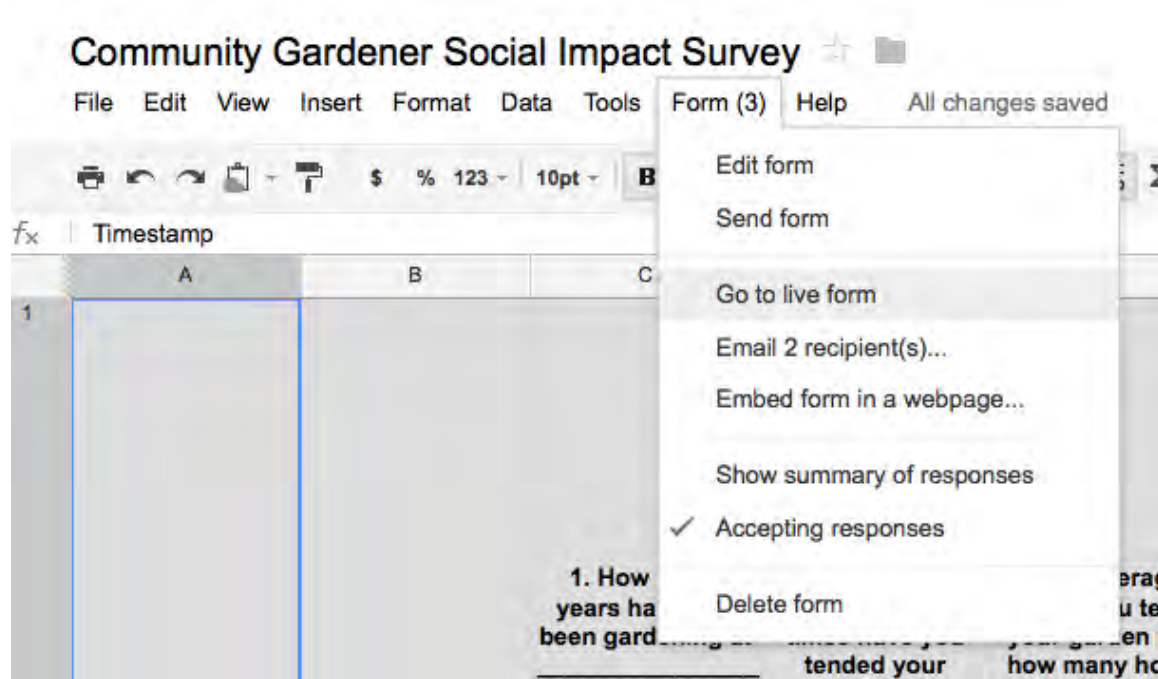 Community Gardener Social Impact Survey
File Edit View Insert Format Data Tools Form (3) Help All changes saved
$ % 123 10pt B
Edit form
Send form
fx Timestamp
A B C
Go to live form
1
Email 2 recipient(s)...
Embed form in a webpage...
Show summary of responses
Accepting responses
Delete form
1. How
years ha
been gard
tended your how many ho